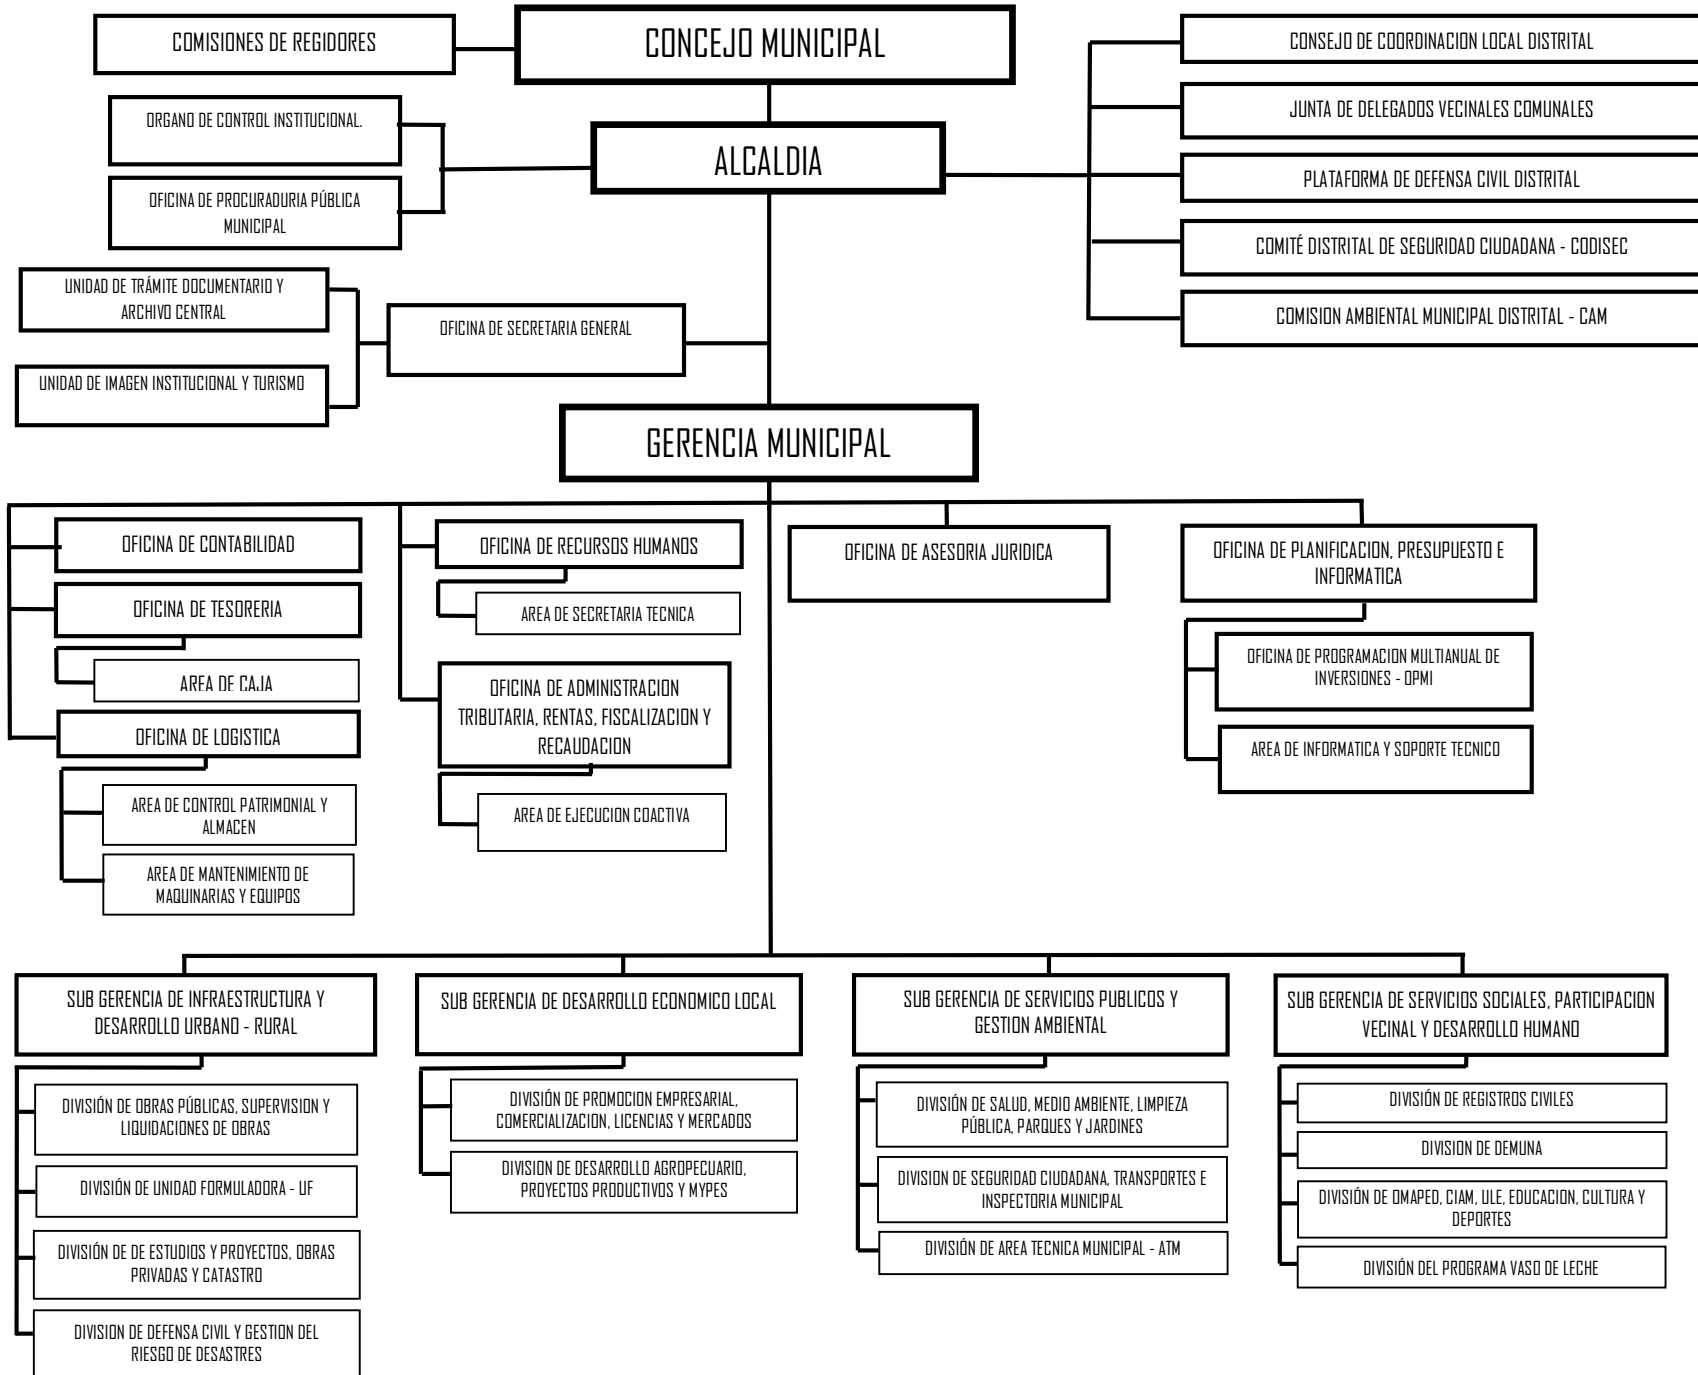 COMISIONES DE REGIDORES
CONCEJO MUNICIPAL
CONSEJO DE COORDINACION LOCAL DISTRITAL
ORGANO DE CONTROL INSTITUCIONAL.
JUNTA DE DELEGADOS VECINALES COMUNALES
ALCALDIA
PLATAFORMA DE DEFENSA CIVIL DISTRITAL
OFICINA DE PROCURADURIA PÚBLICA
MUNICIPAL
COMITÉ DISTRITAL DE SEGURIDAD CIUDADANA - CODISEC
COMISION AMBIENTAL MUNICIPAL DISTRITAL - CAM
UNIDAD DE TRÁMITE DOCUMENTARIO Y
ARCHIVO CENTRAL
OFICINA DE SECRETARIA GENERAL
UNIDAD DE IMAGEN INSTITUCIONAL Y TURISMO
GERENCIA MUNICIPAL
OFICINA DE CONTABILIDAD
OFICINA DE TESORERIA
AREA DE CAJA
OFICINA DE LOGISTICA
AREA DE CONTROL PATRIMONIAL Y
ALMACEN
AREA DE MANTENIMIENTO DE
MAQUINARIAS Y EQUIPOS
OFICINA DE RECURSOS HUMANOS
AREA DE SECRETARIA TECNICA
OFICINA DE ADMINISTRACION
TRIBUTARIA, RENTAS, FISCALIZACION Y
RECAUDACION
AREA DE EJECUCION COACTIVA
OFICINA DE ASESORIA JURIDICA
OFICINA DE PLANIFICACION, PRESUPUESTO E
INFORMATICA
OFICINA DE PROGRAMACION MULTIANUAL DE
INVERSIONES - OPMI
AREA DE INFORMATICA Y SOPORTE TECNICO
SUB GERENCIA DE INFRAESTRUCTURA Y
DESARROLLO URBANO - RURAL
DIVISIÓN DE OBRAS PÚBLICAS, SUPERVISION Y
LIQUIDACIONES DE OBRAS
DIVISIÓN DE UNIDAD FORMULADORA - UF
DIVISIÓN DE DE ESTUDIOS Y PROYECTOS, OBRAS
PRIVADAS Y CATASTRO
DIVISION DE DEFENSA CIVIL Y GESTION DEL
RIESGO DE DESASTRES
SUB GERENCIA DE DESARROLLO ECONOMICO LOCAL
DIVISIÓN DE PROMOCION EMPRESARIAL,
COMERCIALIZACION, LICENCIAS Y MERCADOS
DIVISION DE DESARROLLO AGROPECUARIO,
PROYECTOS PRODUCTIVOS Y MYPES
SUB GERENCIA DE SERVICIOS PUBLICOS Y
GESTION AMBIENTAL
DIVISIÓN DE SALUD, MEDIO AMBIENTE, LIMPIEZA
PÚBLICA, PARQUES Y JARDINES
DIVISION DE SEGURIDAD CIUDADANA, TRANSPORTES E
INSPECTORIA MUNICIPAL
DIVISIÓN DE AREA TECNICA MUNICIPAL - ATM
SUB GERENCIA DE SERVICIOS SOCIALES, PARTICIPACION
VECINAL Y DESARROLLO HUMANO
DIVISIÓN DE REGISTROS CIVILES
DIVISION DE DEMUNA
DIVISIÓN DE OMAPED, CIAM, ULE, EDUCACION, CULTURA Y
DEPORTES
DIVISIÓN DEL PROGRAMA VASO DE LECHE